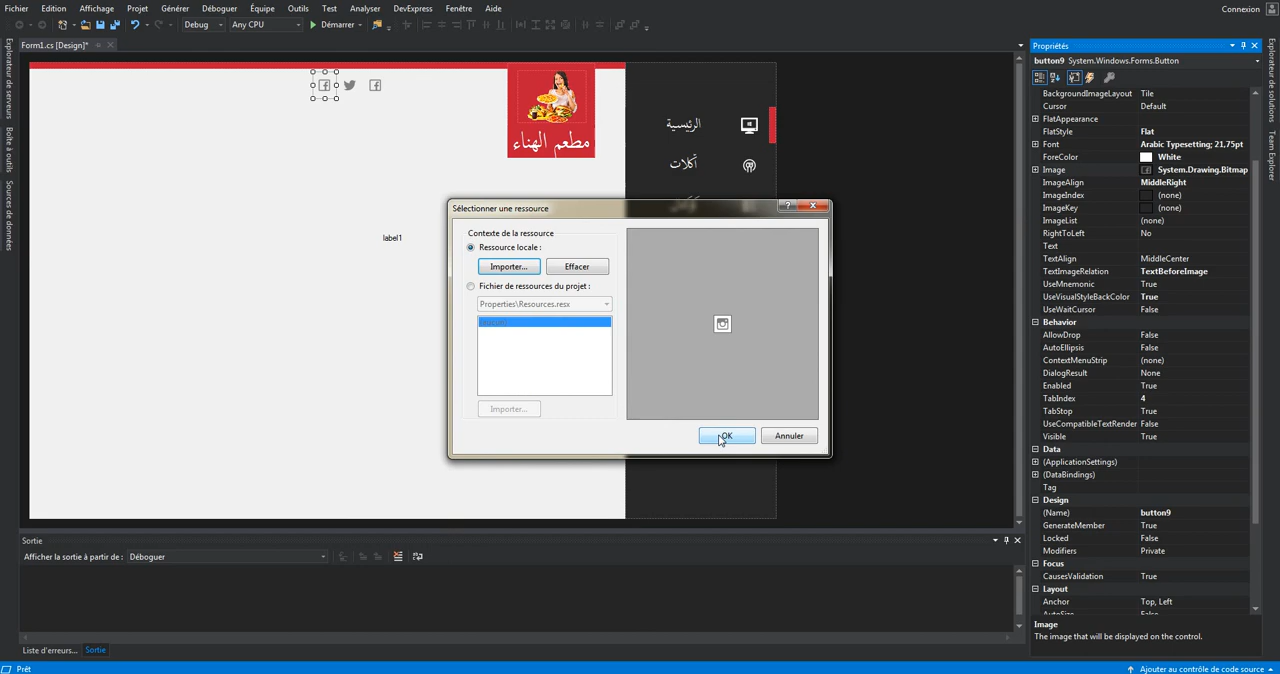 Fichier Edition Affichage Projet Générer Déboguer Équipe Outils Test Analyser DevExpress Fenêtre Aide Connexion
Debug Any CPU Démarrer
Form1.cs [Design]*
Explorateur de serveurs
Boîte à outils
Sources de données
مطعم الهناء
الرئيسية
أكلات
label1
Sélectionner une ressource
Contexte de la ressource
Ressource locale :
Importer... Effacer
Fichier de ressources du projet :
Properties\Resources.resx
Importer...
OK Annuler
Propriétés
button9 System.Windows.Forms.Button
BackgroundImageLayout Tile
Cursor Default
FlatAppearance
FlatStyle Flat
Font Arabic Typesetting; 21,75pt
ForeColor White
Image System.Drawing.Bitmap
ImageAlign MiddleRight
ImageIndex (none)
ImageKey (none)
ImageList (none)
RightToLeft No
Text
TextAlign MiddleCenter
TextImageRelation TextBeforeImage
UseMnemonic True
UseVisualStyleBackColor True
UseWaitCursor False
Behavior
AllowDrop False
AutoEllipsis False
ContextMenuStrip (none)
DialogResult None
Enabled True
TabIndex 4
TabStop True
UseCompatibleTextRender False
Visible True
Data
(ApplicationSettings)
(DataBindings)
Tag
Design
(Name) button9
GenerateMember True
Locked False
Modifiers Private
Focus
CausesValidation True
Layout
Anchor Top, Left
AutoSize False
Image
The image that will be displayed on the control.
Explorateur de solutions
Team Explorer
Sortie
Afficher la sortie à partir de : Déboguer
Liste d'erreurs... Sortie
Prêt Ajouter au contrôle de code source